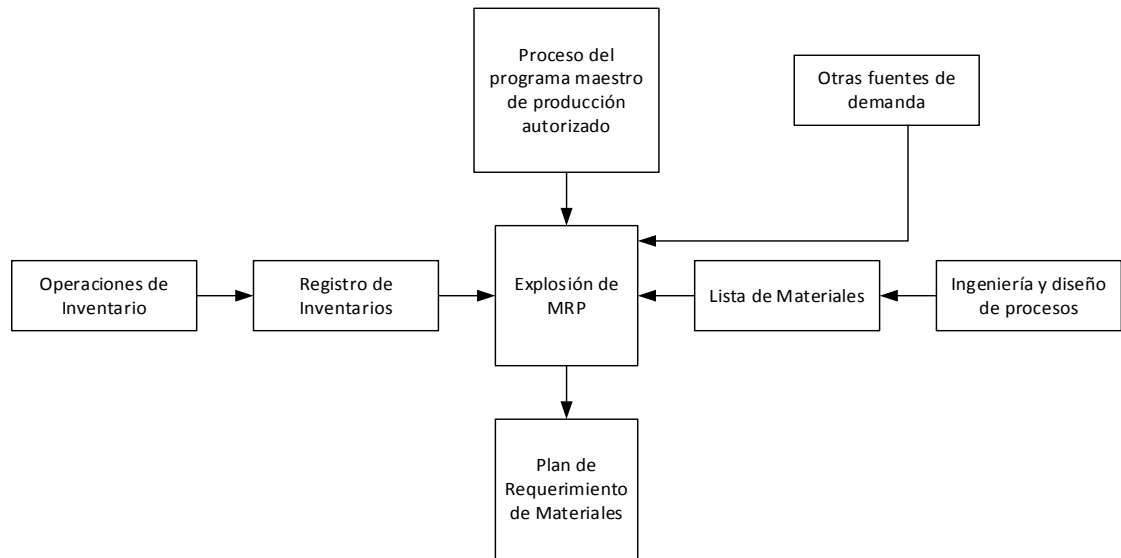 Proceso del
programa maestro
de producción
autorizado
Otras fuentes de
demanda
Operaciones de
Inventario
Registro de
Inventarios
Explosión de
MRP
Lista de Materiales
Ingeniería y diseño
de procesos
Plan de
Requerimiento
de Materiales